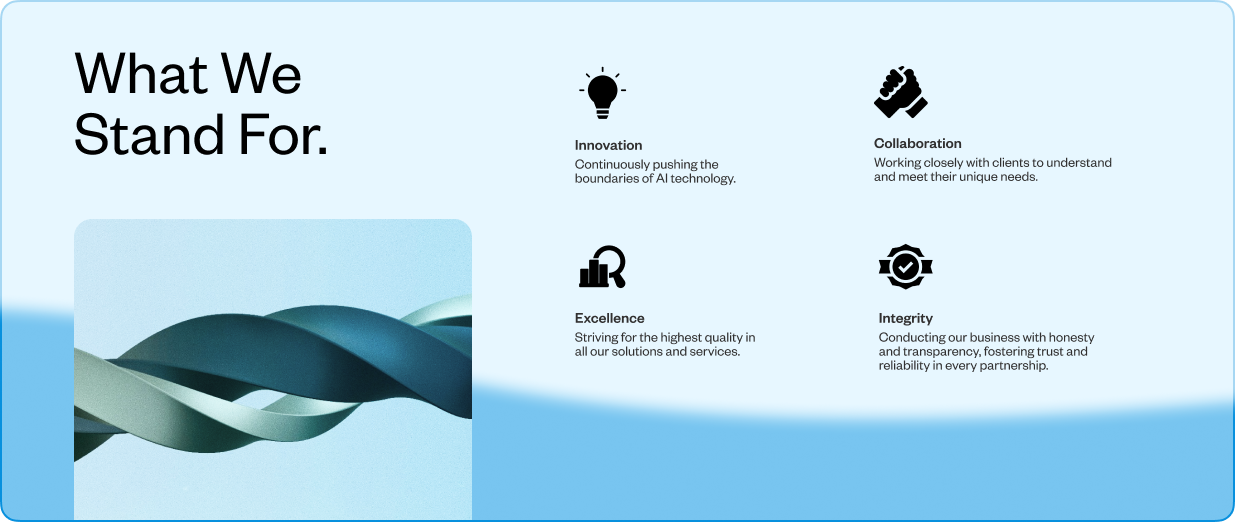 What We
Stand For.
Innovation
Continuously pushing the
boundaries of AI technology.
Collaboration
Working closely with clients to understand
and meet their unique needs.
Excellence
Striving for the highest quality in
all our solutions and services.
Integrity
Conducting our business with honesty
and transparency, fostering trust and
reliability in every partnership.